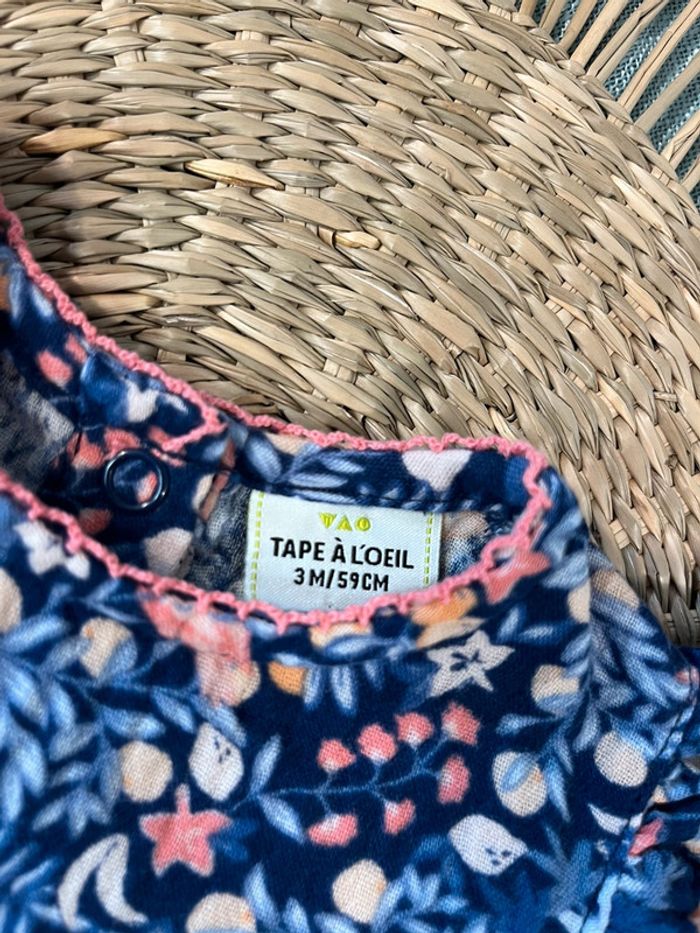 TAO
TAPE À L'OEIL
3M/59CM